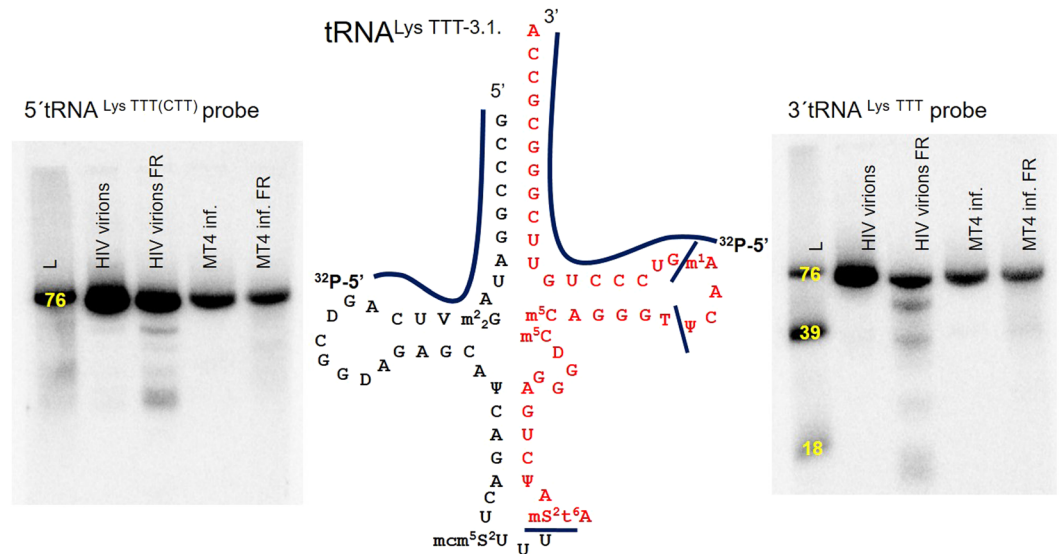 tRNA Lys TTT-3.1.
3'
5'
5´tRNA Lys TTT(CTT) probe
L
HIV virions
HIV virions FR
MT4 inf.
MT4 inf. FR
76
G
C
C
C
G
G
A
U
A
m²₂G V U C A
³²P-5'
G
D
C
G
G D A G A G C A
Ψ
C
A
G
A
C
U
mcm⁵S²U U U
A
C
C
G
C
G
G
G
C
U
U
G U C C C U G m¹A
³²P-5'
A
C
Ψ
T G G G A m⁵C
m⁵C
D
G
G
G
A
G
U
C
U
Ψ
A
mS²t⁶A
3´tRNA Lys TTT probe
L
HIV virions
HIV virions FR
MT4 inf.
MT4 inf. FR
76
39
18